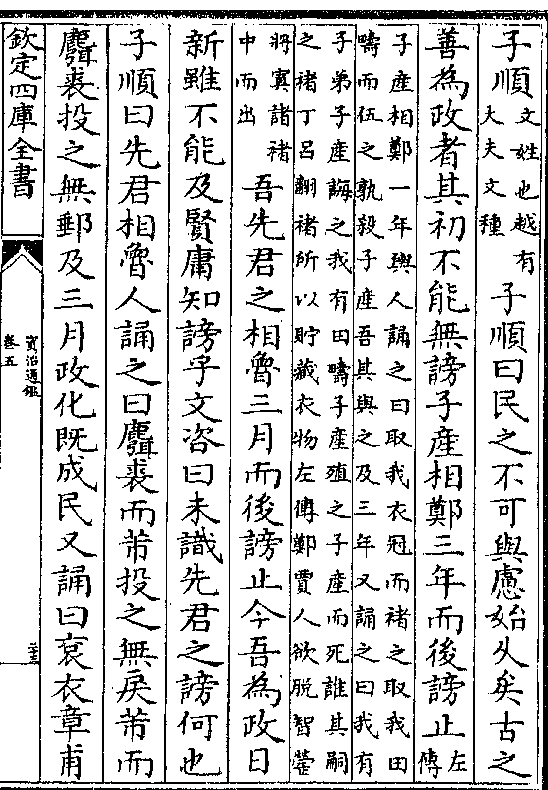 子順
文姓也越有
大夫文種
子順曰民之不可與慮始久矣古之
善為政者其初不能無謗子產相鄭三年而後謗止
左
傳
子產相鄭一年輿人誦之曰取我衣冠而褚之取我田
疇而伍之孰殺子產吾其與之及三年又誦之曰我有
子弟子產誨之我有田疇子產殖之子產而死誰其嗣
之褚丁呂翻褚所以貯藏衣物左傳鄭賈人欲脫智罃
將寘諸褚
中而出
吾先君之相魯三月而後謗止今吾為政日
新雖不能及賢庸知謗乎文咨曰未識先君之謗何也
子順曰先君相魯人誦之曰麛裘而芾投之無戾芾而
麛裘投之無郵及三月政化既成民又誦曰袞衣章甫
欽定四庫全書
資治通鑑
卷五
二十三